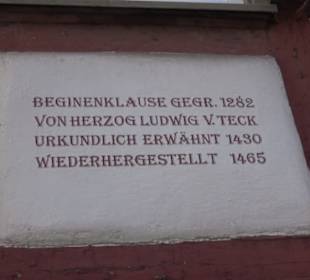 BEGINENKLAUSE GEGR. 1282
VON HERZOG LUDWIG V. TECK
URKUNDLICH ERWÄHNT 1430
WIEDERHERGESTELLT 1465